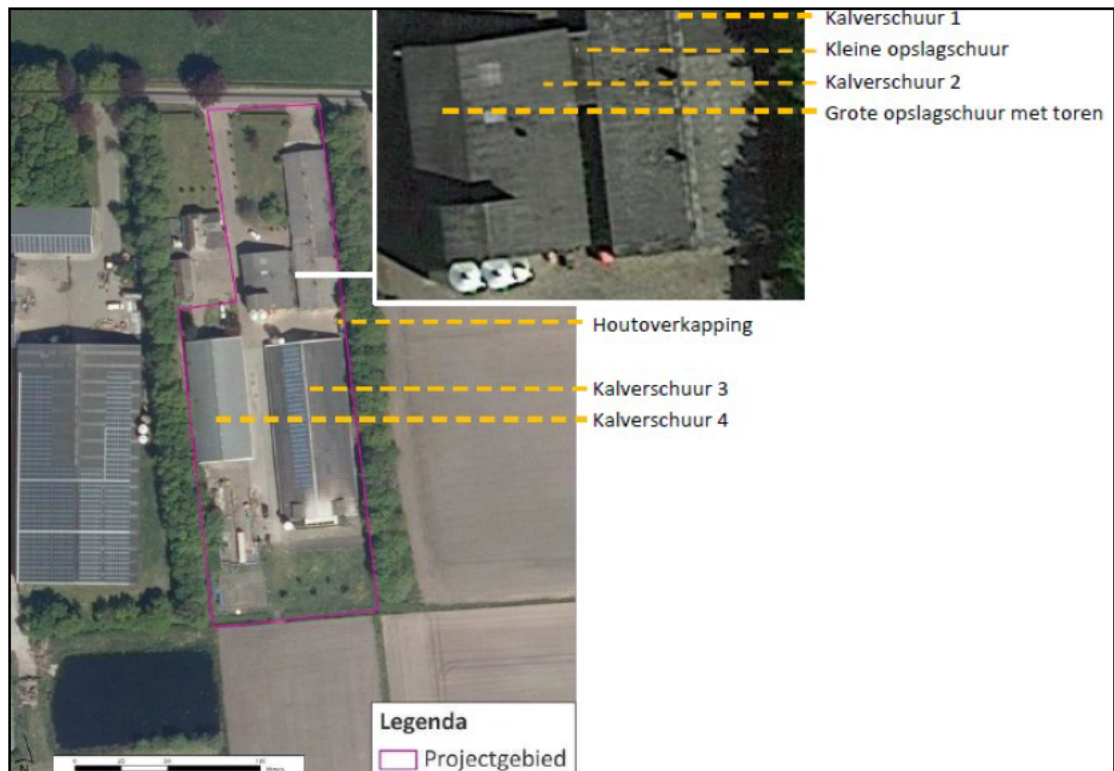 Kalverschuur 1
Kleine opslagschuur
Kalverschuur 2
Grote opslagschuur met toren
Houtoverkapping
Kalverschuur 3
Kalverschuur 4
Legenda
Projectgebied